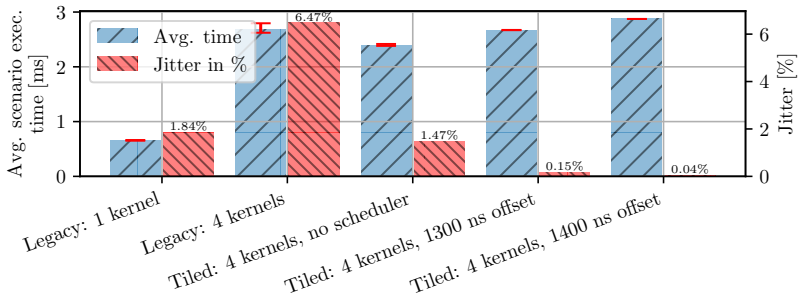 Avg. scenario exec.
time [ms]
3
2
1
0
Avg. time
Jitter in %
1.84%
6.47%
1.47%
0.15%
0.04%
6
4
2
0
Jitter [%]
Legacy: 1 kernel
Legacy: 4 kernels
Tiled: 4 kernels, no scheduler
Tiled: 4 kernels, 1300 ns offset
Tiled: 4 kernels, 1400 ns offset